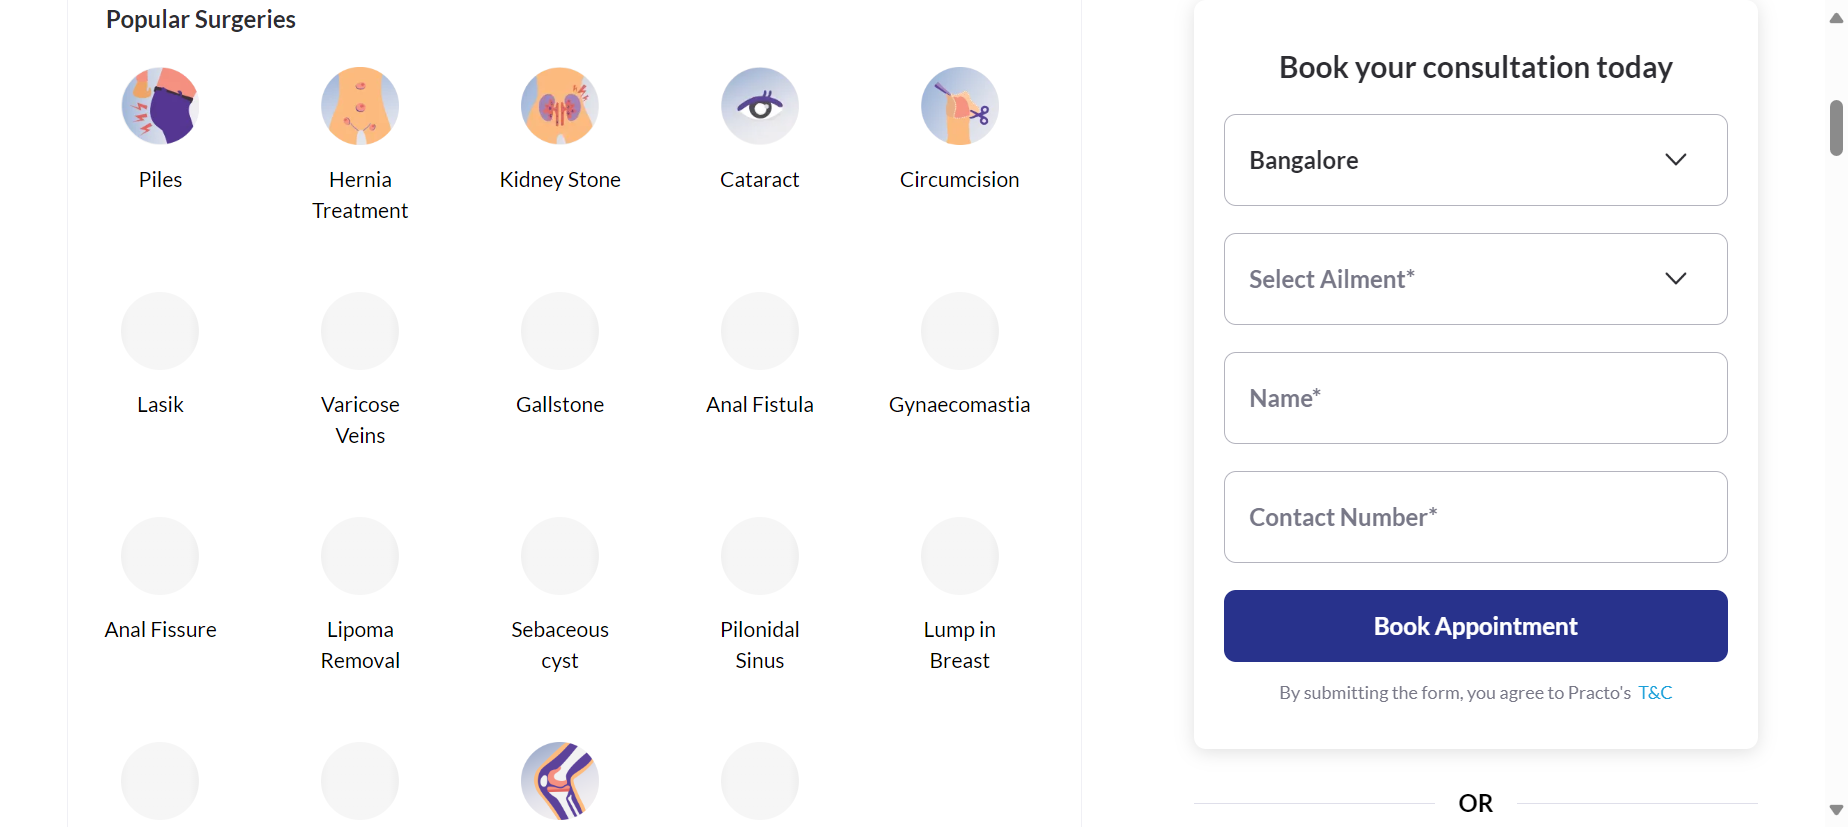 Popular Surgeries
Piles
Hernia
Treatment
Kidney Stone
Cataract
Circumcision
Lasik
Varicose
Veins
Gallstone
Anal Fistula
Gynaecomastia
Anal Fissure
Lipoma
Removal
Sebaceous
cyst
Pilonidal
Sinus
Lump in
Breast
Book your consultation today
Bangalore
Select Ailment*
Name*
Contact Number*
Book Appointment
By submitting the form, you agree to Practo's T&C
OR